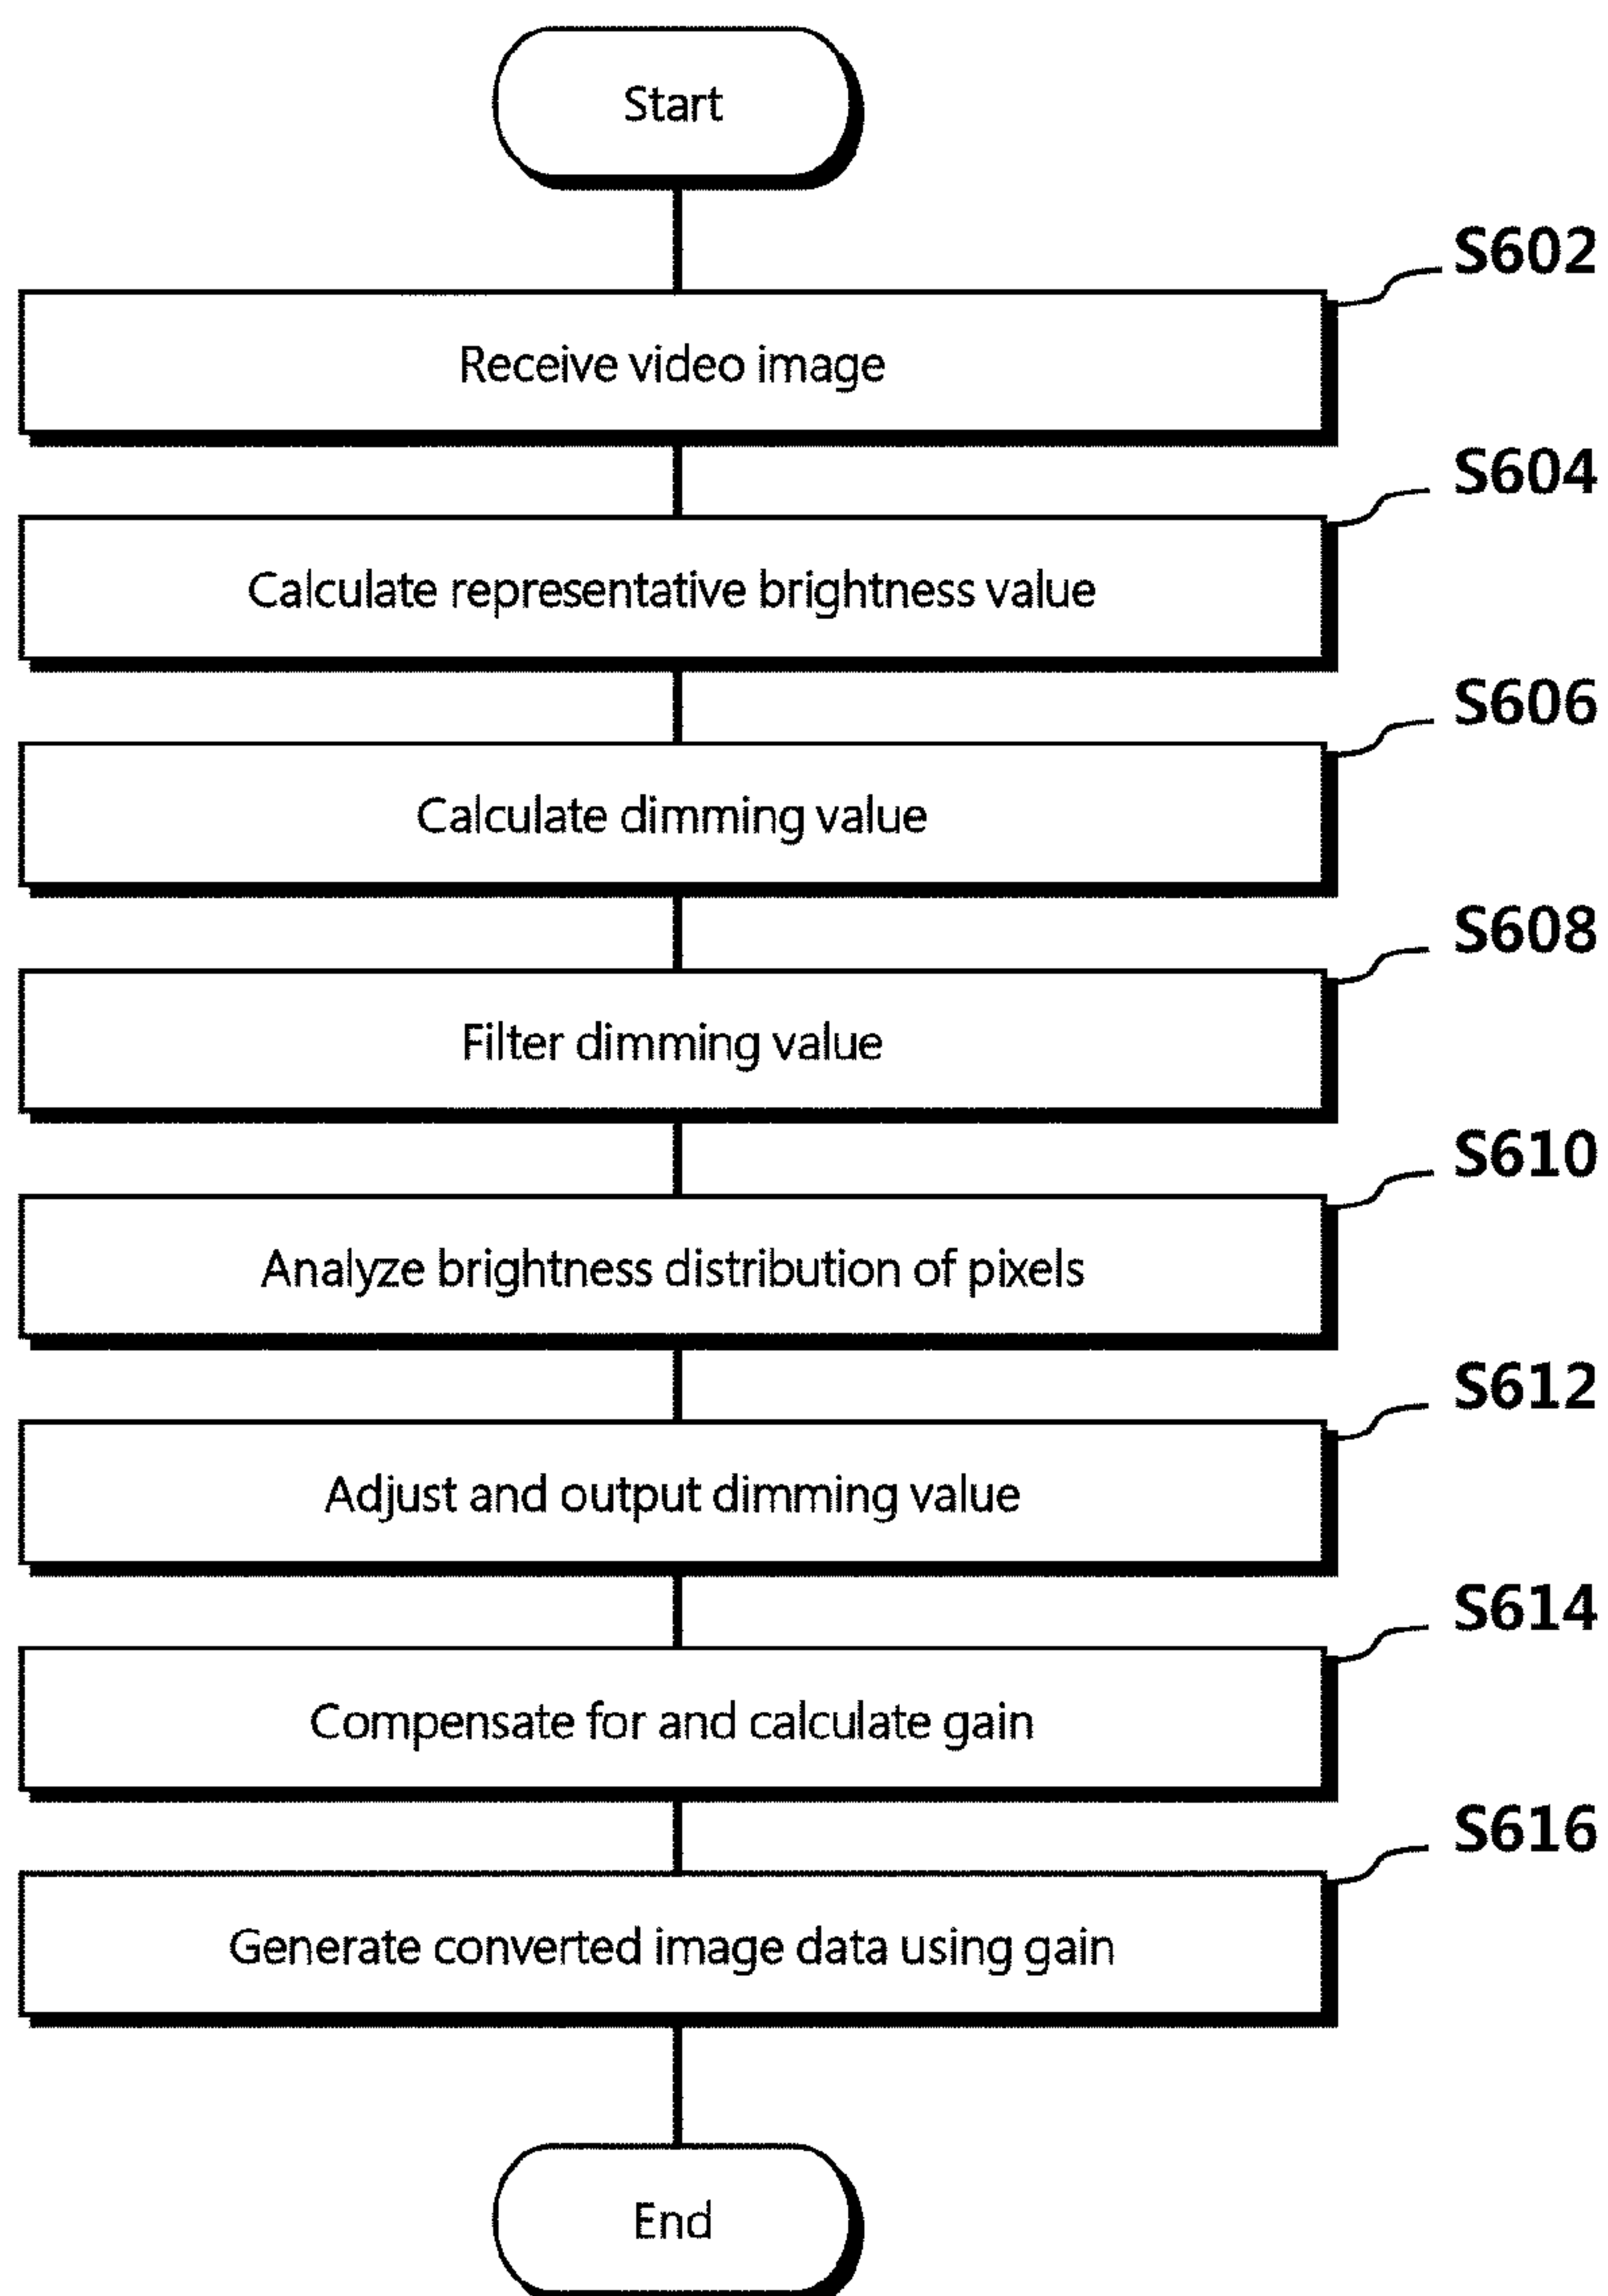 Start
S602
Receive video image
S604
Calculate representative brightness value
S606
Calculate dimming value
S608
Filter dimming value
S610
Analyze brightness distribution of pixels
S612
Adjust and output dimming value
S614
Compensate for and calculate gain
S616
Generate converted image data using gain
End